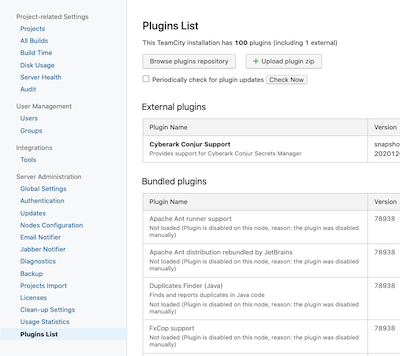 Project-related Settings
Projects
All Builds
Build Time
Disk Usage
Server Health
Audit
User Management
Users
Groups
Integrations
Tools
Server Administration
Global Settings
Authentication
Updates
Nodes Configuration
Email Notifier
Jabber Notifier
Diagnostics
Backup
Projects Import
Licenses
Clean-up Settings
Usage Statistics
Plugins List
Plugins List
This TeamCity installation has 100 plugins (including 1 external)
Browse plugins repository
+ Upload plugin zip
Periodically check for plugin updates Check Now
External plugins
Plugin Name Version
Cyberark Conjur Support snapsho
Provides support for Cyberark Conjur Secrets Manager 2020120
Bundled plugins
Plugin Name Version
Apache Ant runner support 78938
Not loaded (Plugin is disabled on this node, reason: the plugin was disabled
manually)
Apache Ant distribution rebundled by JetBrains 78938
Not loaded (Plugin is disabled on this node, reason: the plugin was disabled
manually)
Duplicates Finder (Java) 78938
Finds and reports duplicates in Java code
Not loaded (Plugin is disabled on this node, reason: the plugin was disabled
manually)
FxCop support 78938
Not loaded (Plugin is disabled on this node, reason: the plugin was disabled
manually)